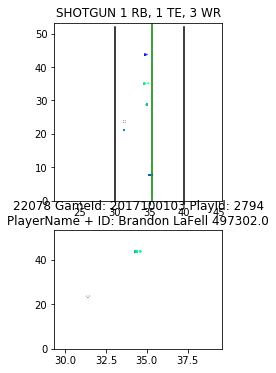 SHOTGUN 1 RB, 1 TE, 3 WR
50
40
30
20
10
0
25 30 35 40 45
22078 GameId: 2017100103 PlayId: 2794
PlayerName + ID: Brandon LaFell 497302.0
40
20
0
30.0 32.5 35.0 37.5